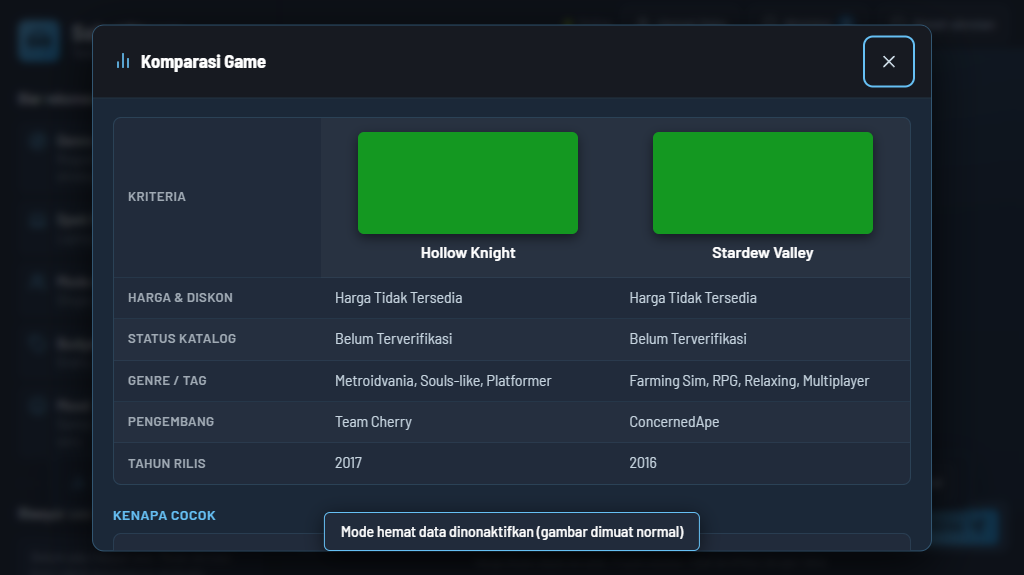 Komparasi Game
KRITERIA
Hollow Knight
Stardew Valley
HARGA & DISKON
Harga Tidak Tersedia
Harga Tidak Tersedia
STATUS KATALOG
Belum Terverifikasi
Belum Terverifikasi
GENRE / TAG
Metroidvania, Souls-like, Platformer
Farming Sim, RPG, Relaxing, Multiplayer
PENGEMBANG
Team Cherry
ConcernedApe
TAHUN RILIS
2017
2016
KENAPA COCOK
Mode hemat data dinonaktifkan (gambar dimuat normal)